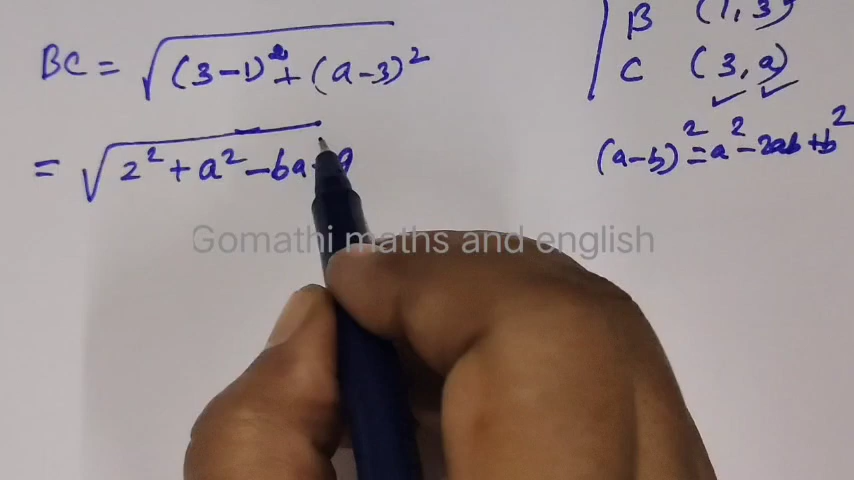 BC = √(3-1)² + (a-3)²
= √2² + a² - 6a + 9
B (1, 3)
C (3, a)
(a-b)² = a² - 2ab + b²
Gomathi maths and english